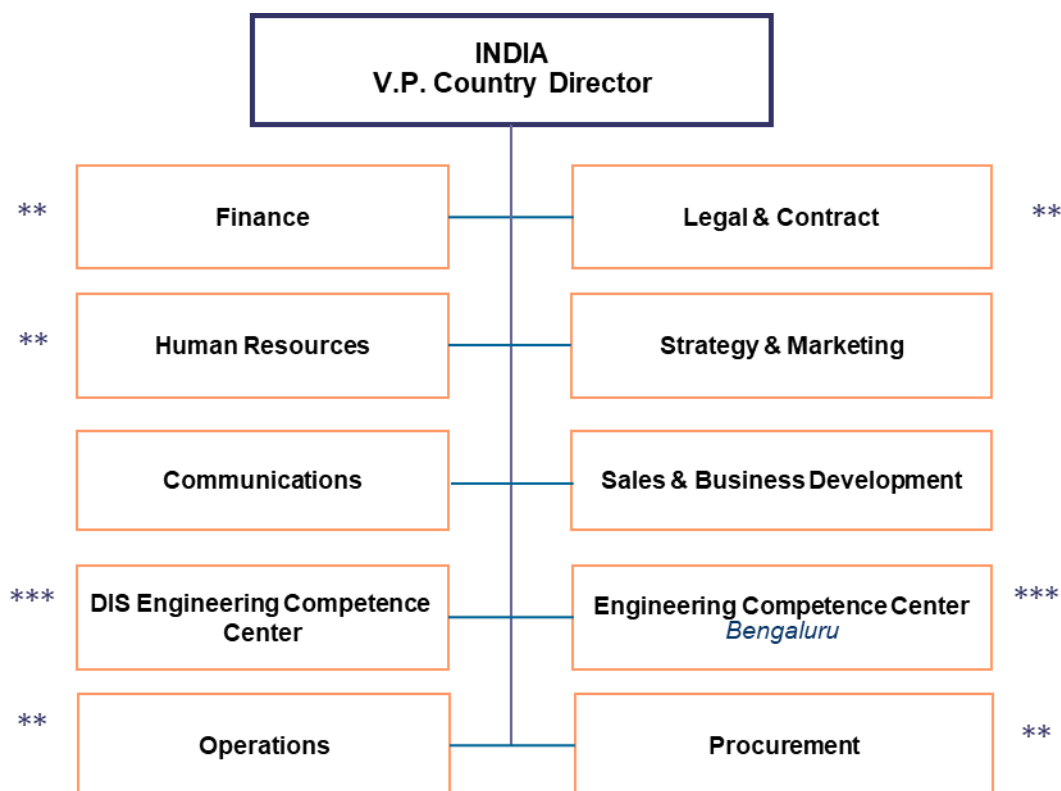 INDIA
V.P. Country Director
** Finance
Legal & Contract **
** Human Resources
Strategy & Marketing
Communications
Sales & Business Development
*** DIS Engineering Competence
Center
Engineering Competence Center ***
Bengaluru
** Operations
Procurement **